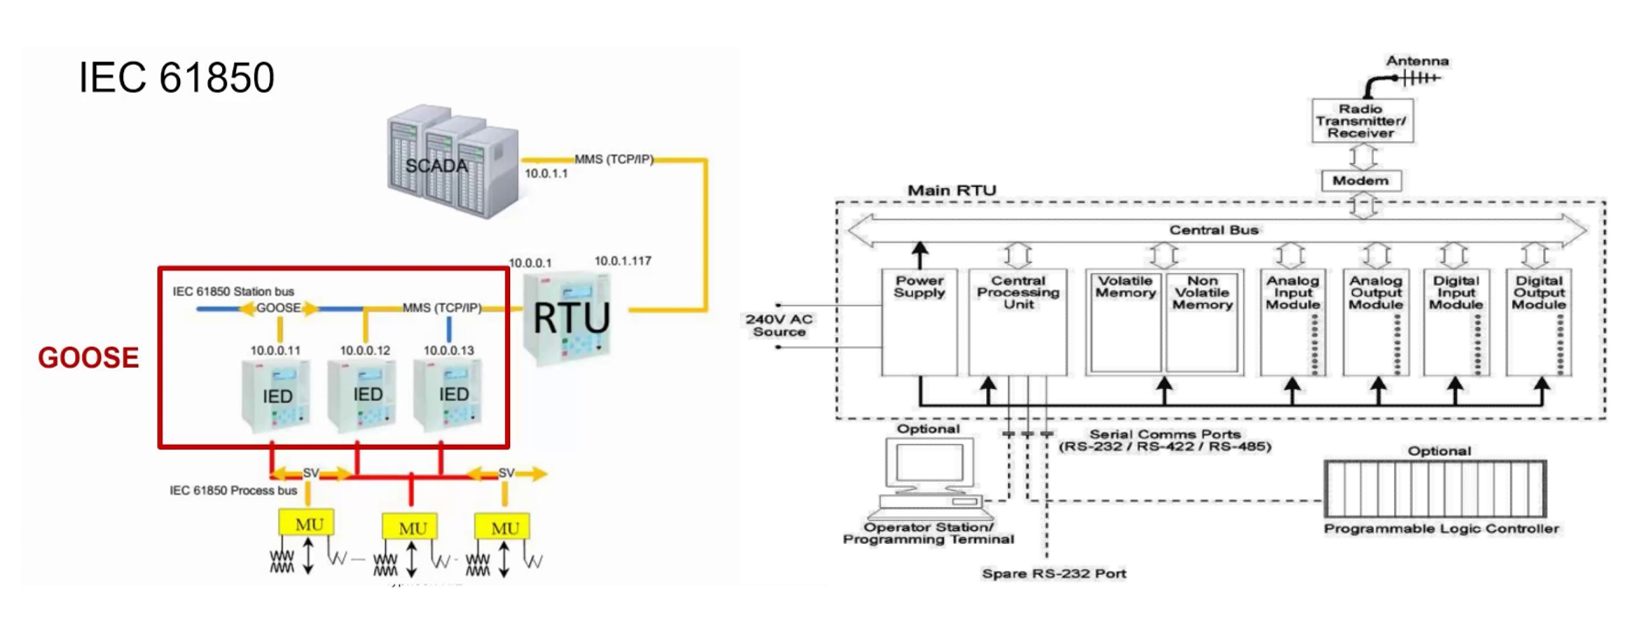 IEC 61850
SCADA
MMS (TCP/IP)
10.0.1.1
10.0.0.1
10.0.1.117
RTU
IEC 61850 Station bus
GOOSE
MMS (TCP/IP)
GOOSE
10.0.0.11
10.0.0.12
10.0.0.13
IED
IED
IED
SV
SV
IEC 61850 Process bus
MU
MU
MU
Antenna
Radio
Transmitter/
Receiver
Modem
Main RTU
Central Bus
Power
Supply
Central
Processing
Unit
Volatile
Memory
Non
Volatile
Memory
Analog
Input
Module
Analog
Output
Module
Digital
Input
Module
Digital
Output
Module
240V AC
Source
Optional
Serial Comms Ports
(RS-232 / RS-422 / RS-485)
Optional
Operator Station/
Programming Terminal
Programmable Logic Controller
Spare RS-232 Port